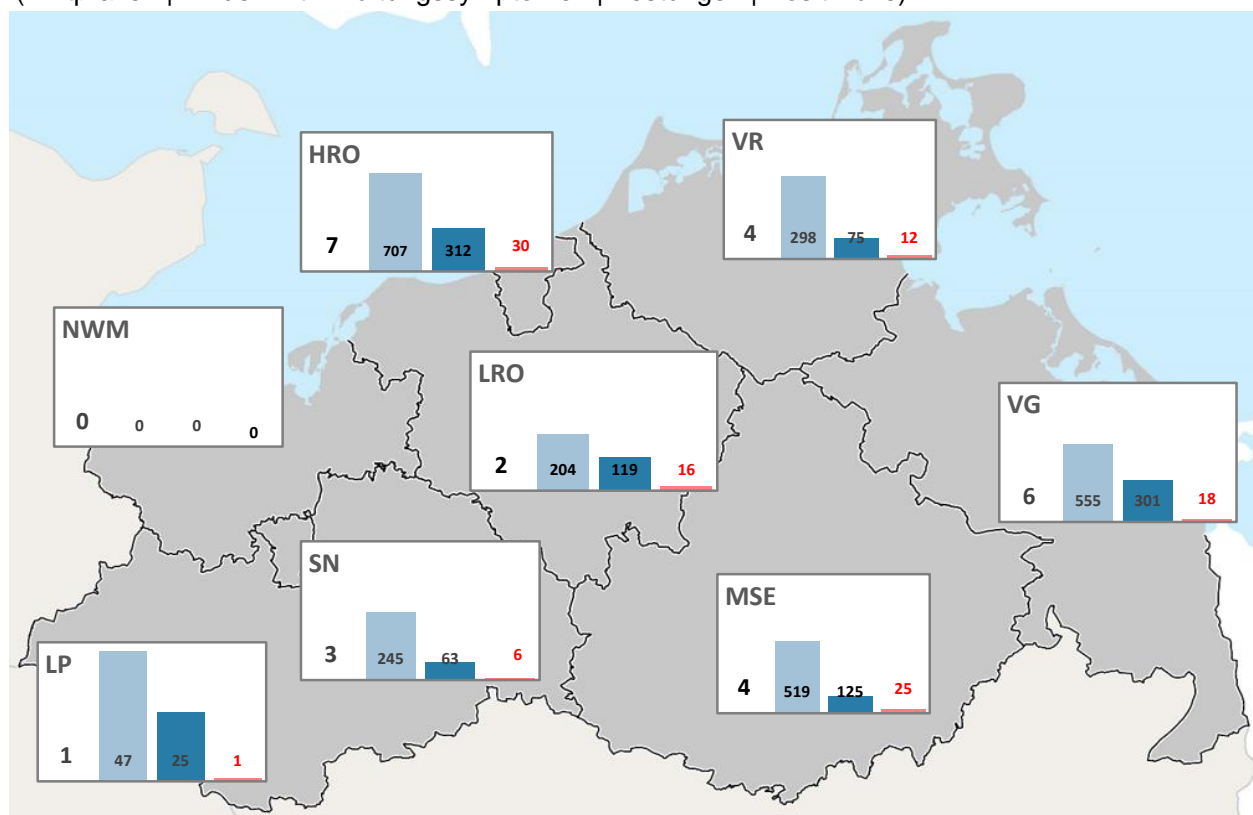 HRO
7 707 312 30
VR
4 298 75 12
NWM
0 0 0 0
LRO
2 204 119 16
VG
6 555 301 18
SN
3 245 63 6
MSE
4 519 125 25
LP
1 47 25 1